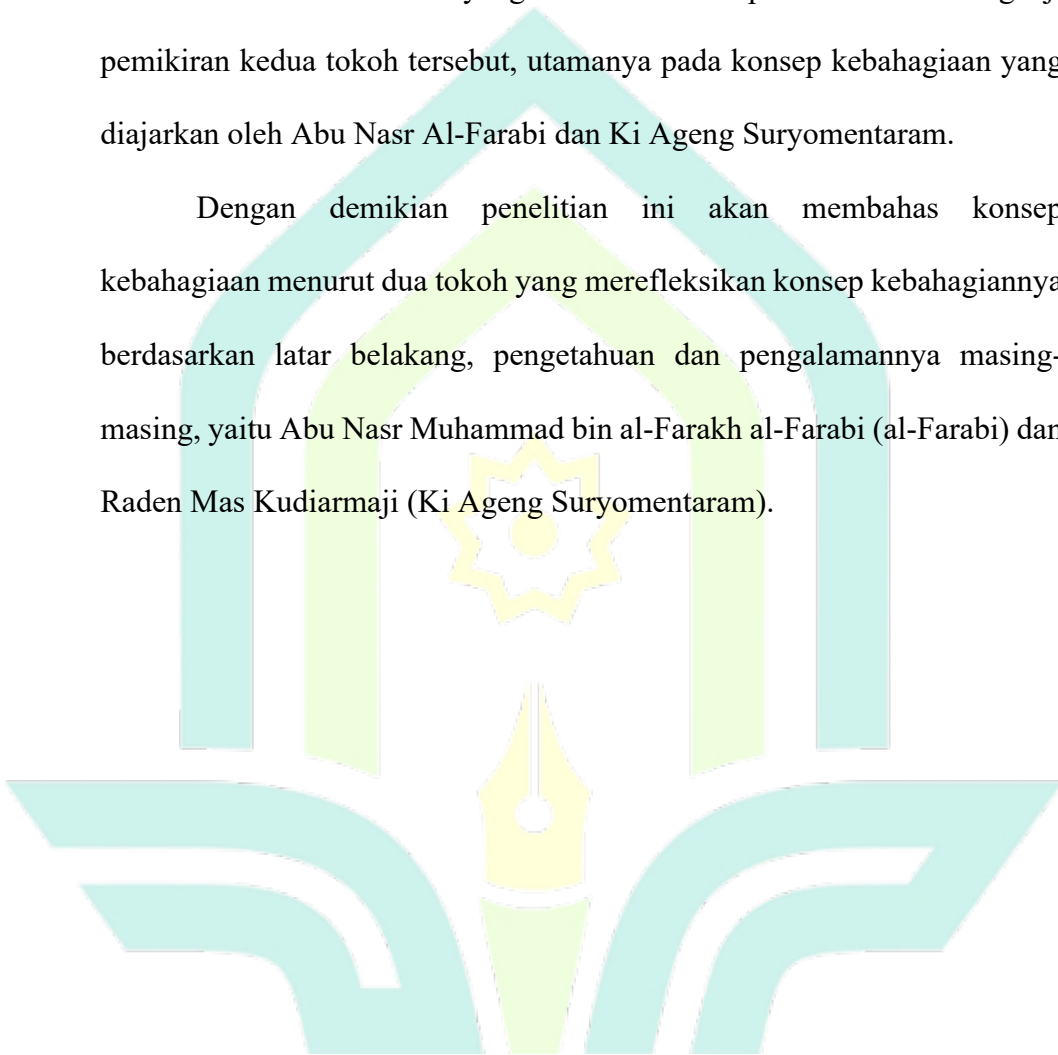 yang
pemikiran kedua tokoh tersebut, utamanya pada konsep kebahagiaan yang
diajarkan oleh Abu Nasr Al-Farabi dan Ki Ageng Suryomentaram.
Dengan demikian penelitian ini akan membahas konsep
kebahagiaan menurut dua tokoh yang merefleksikan konsep kebahagiannya
berdasarkan latar belakang, pengetahuan dan pengalamannya masing-
masing, yaitu Abu Nasr Muhammad bin al-Farakh al-Farabi (al-Farabi) dan
Raden Mas Kudiarmaji (Ki Ageng Suryomentaram).